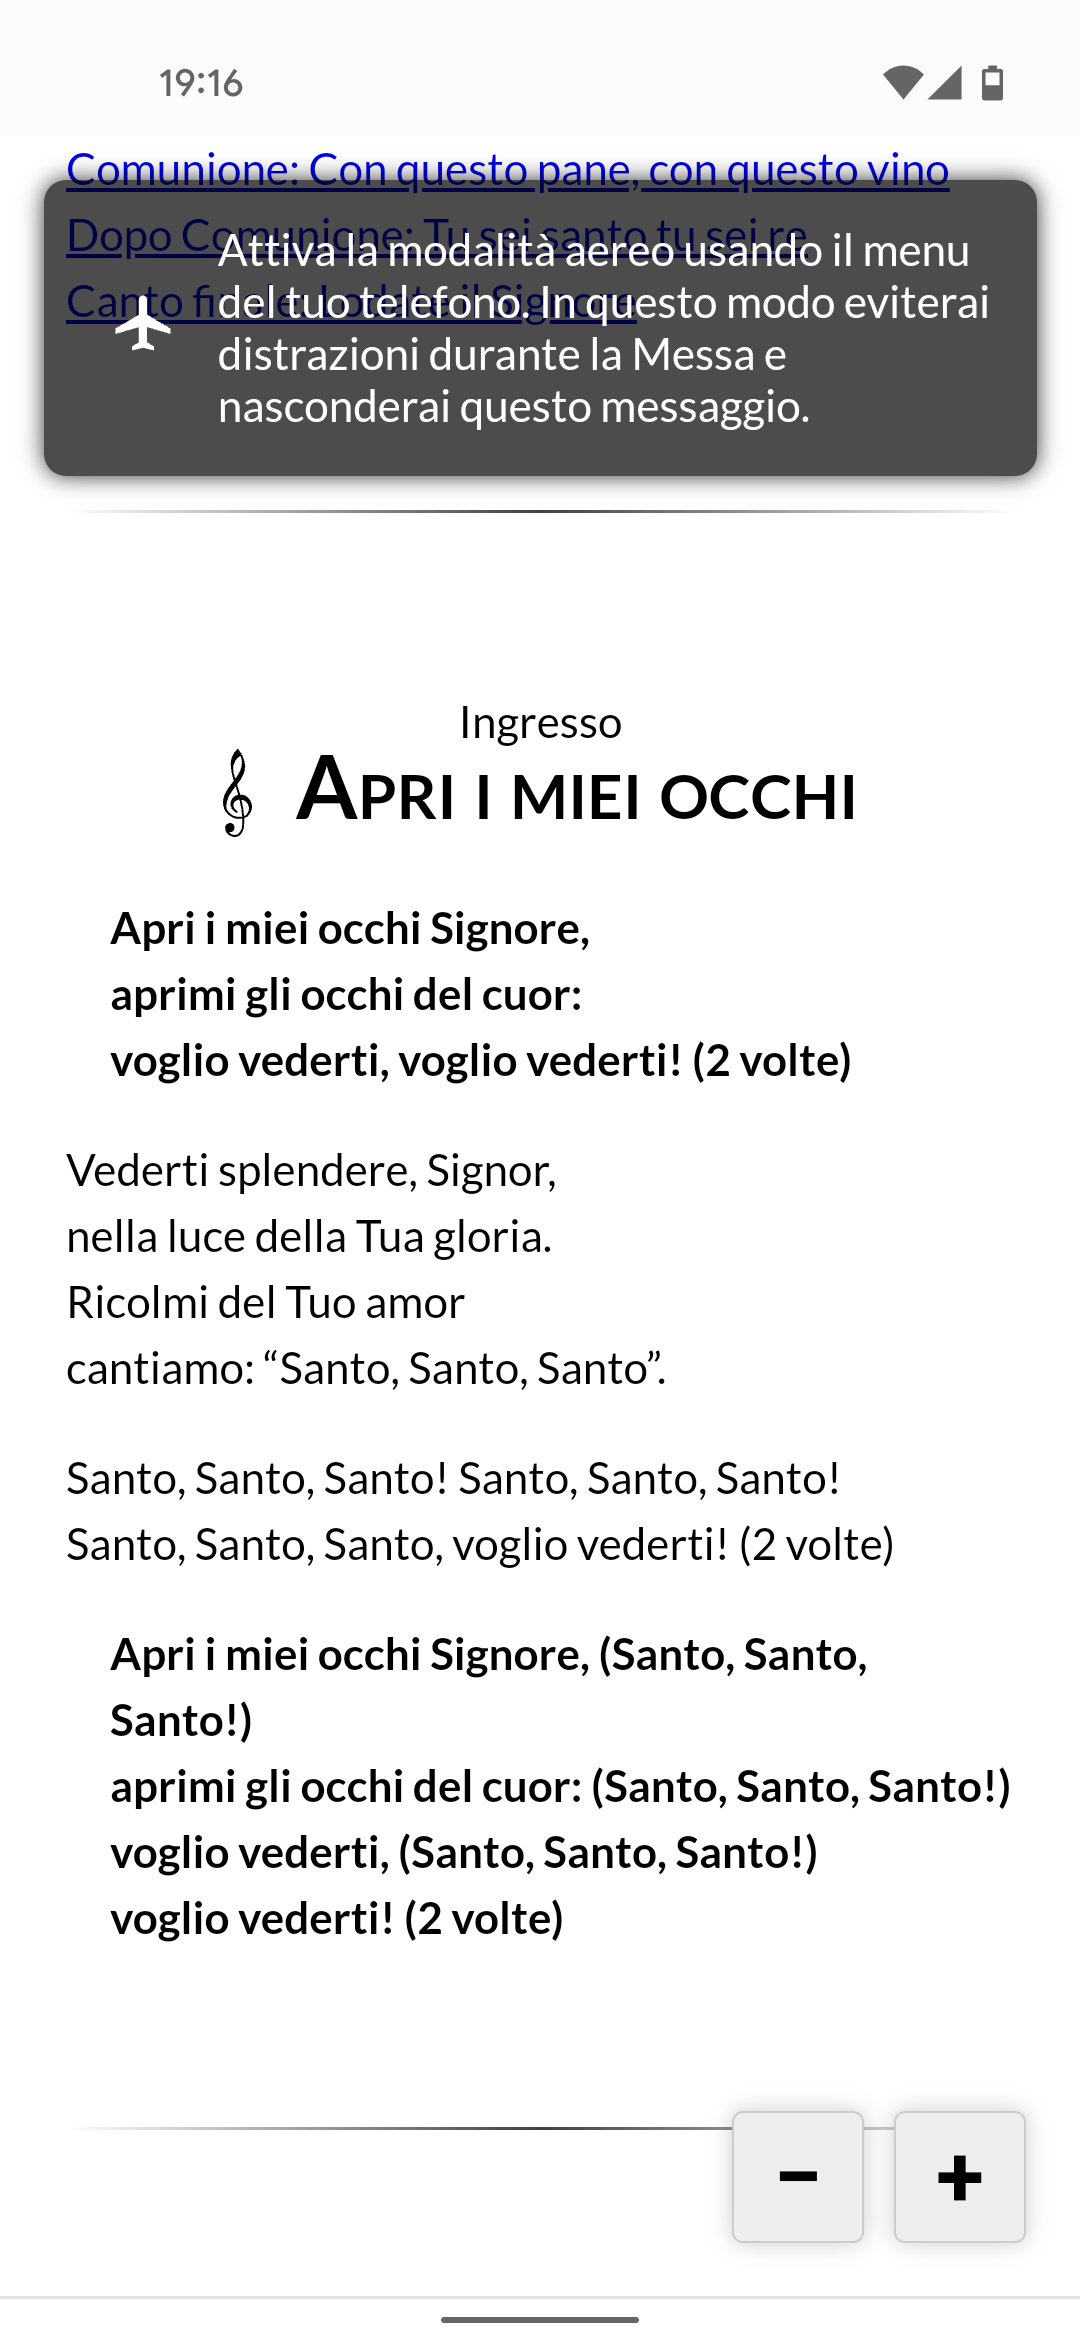 19:16
Comunione: Con questo pane, con questo vino
Dopo Comunione: Tu sei santo tu sei re
Canto finale: Lodate il Signore
Attiva la modalità aereo usando il menu
del tuo telefono. In questo modo eviterai
distrazioni durante la Messa e
nasconderai questo messaggio.
Ingresso
Apri i miei occhi
Apri i miei occhi Signore,
aprimi gli occhi del cuor:
voglio vederti, voglio vederti! (2 volte)
Vederti splendere, Signor,
nella luce della Tua gloria.
Ricolmi del Tuo amor
cantiamo: “Santo, Santo, Santo”.
Santo, Santo, Santo! Santo, Santo, Santo!
Santo, Santo, Santo, voglio vederti! (2 volte)
Apri i miei occhi Signore, (Santo, Santo,
Santo!)
aprimi gli occhi del cuor: (Santo, Santo, Santo!)
voglio vederti, (Santo, Santo, Santo!)
voglio vederti! (2 volte)
− +